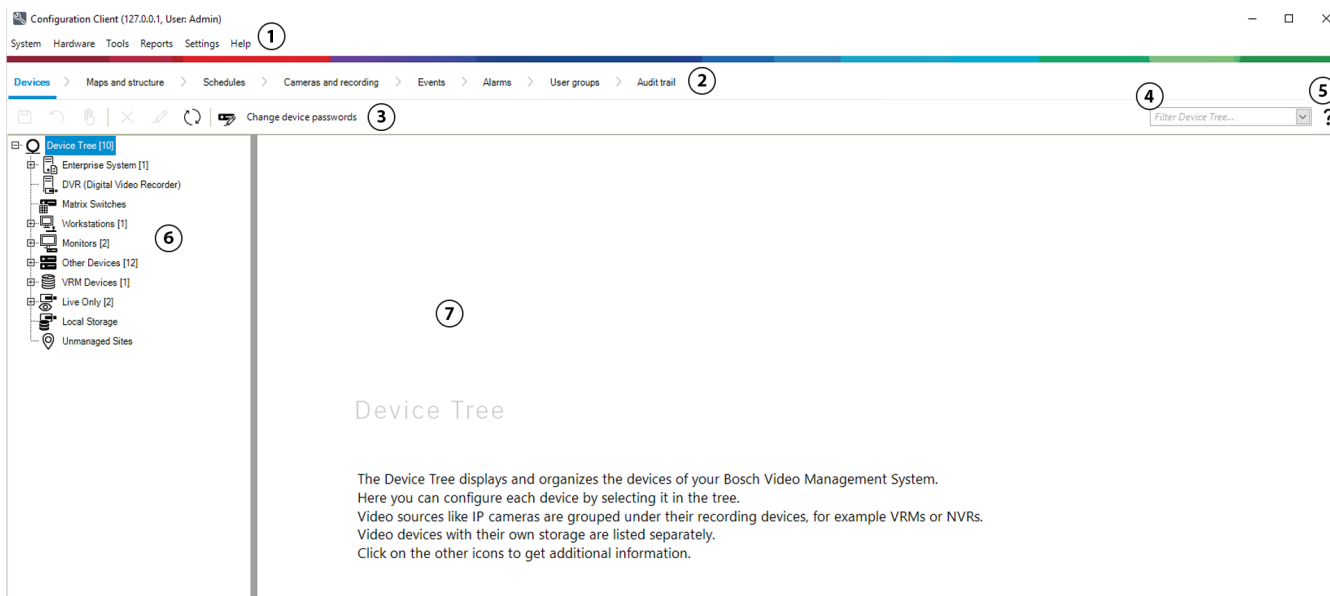 Configuration Client (127.0.0.1, User: Admin)
System Hardware Tools Reports Settings Help 1
Devices Maps and structure Schedules Cameras and recording Events Alarms User groups Audit trail 2
4 5
Change device passwords 3 Filter Device Tree... ?
Device Tree [10]
Enterprise System [1]
DVR (Digital Video Recorder)
Matrix Switches
Workstations [1]
Monitors [2] 6
Other Devices [12]
VRM Devices [1]
Live Only [2]
7
Local Storage
Unmanaged Sites
Device Tree
The Device Tree displays and organizes the devices of your Bosch Video Management System.
Here you can configure each device by selecting it in the tree.
Video sources like IP cameras are grouped under their recording devices, for example VRMs or NVRs.
Video devices with their own storage are listed separately.
Click on the other icons to get additional information.